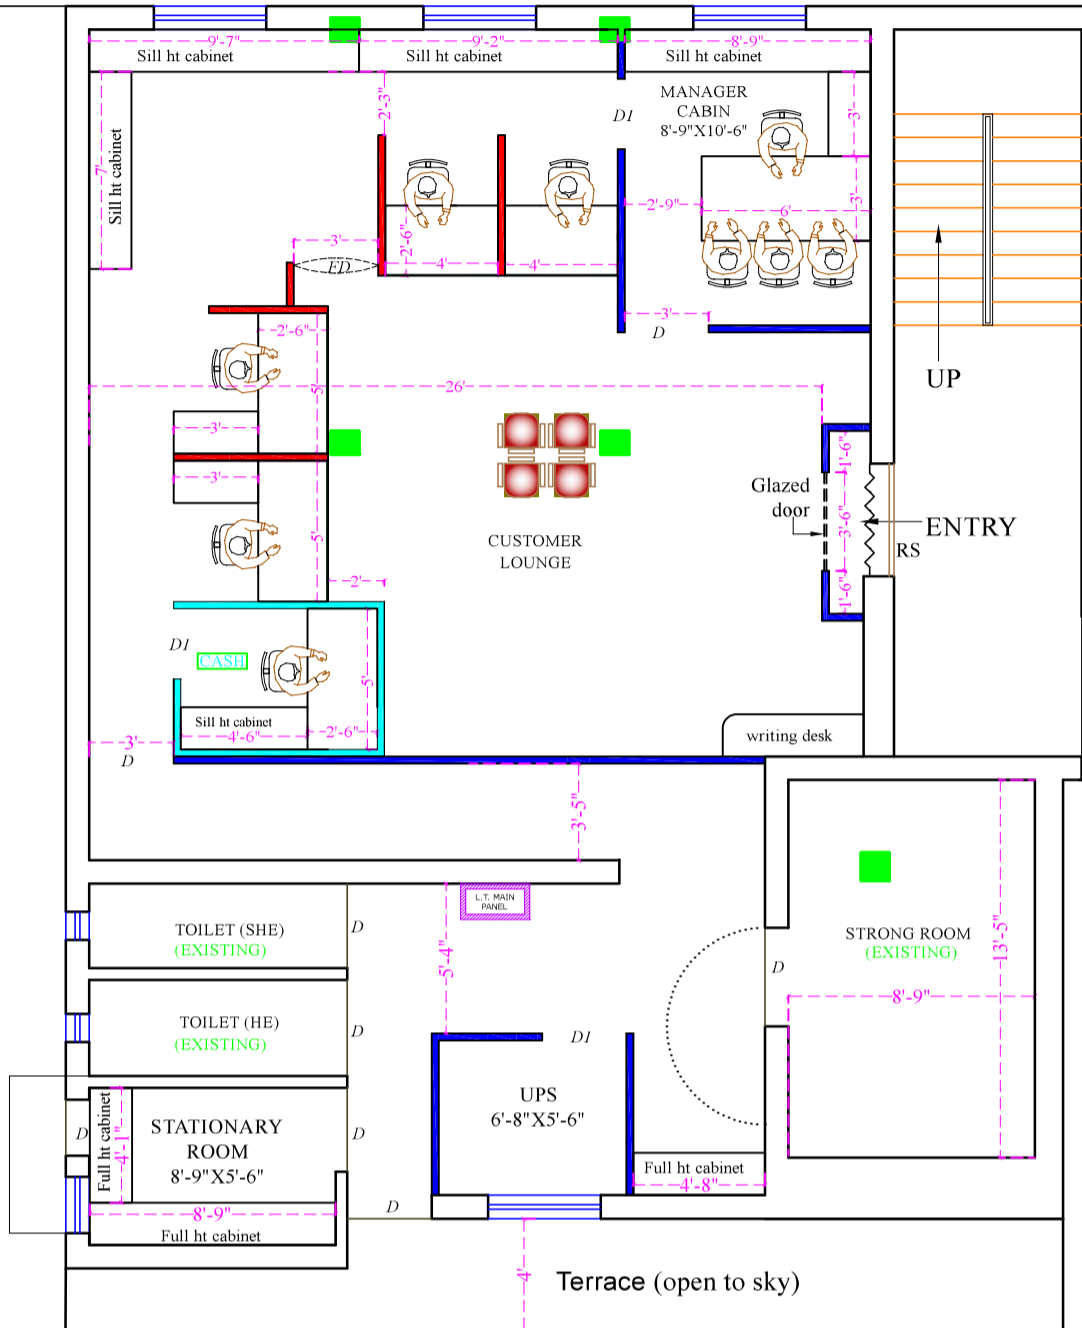 9'-7"
9'-2"
8'-9"
Sill ht cabinet
Sill ht cabinet
Sill ht cabinet
2'-3"
D1
MANAGER
CABIN
8'-9"X10'-6"
3'
7'
Sill ht cabinet
3'
2'-9"
6'
2'-6"
3'
FD
4'
4'
3'
D
2'-6"
5'
26'
UP
3'
3'
1'-6"
Glazed
door
3'-6"
ENTRY
RS
CUSTOMER
LOUNGE
5'
2'
1'-6"
D1
CASH
5'
Sill ht cabinet
4'-6"
2'-6"
writing desk
3'
D
3'-5"
L.T. MAIN
PANEL
TOILET (SHE)
(EXISTING)
D
5'-4"
STRONG ROOM
(EXISTING)
13'-5"
D
8'-9"
TOILET (HE)
(EXISTING)
D
D1
UPS
6'-8"X5'-6"
D
Full ht cabinet
4'-1"
STATIONARY
ROOM
8'-9"X5'-6"
D
Full ht cabinet
4'-8"
8'-9"
D
Full ht cabinet
4'
Terrace (open to sky)